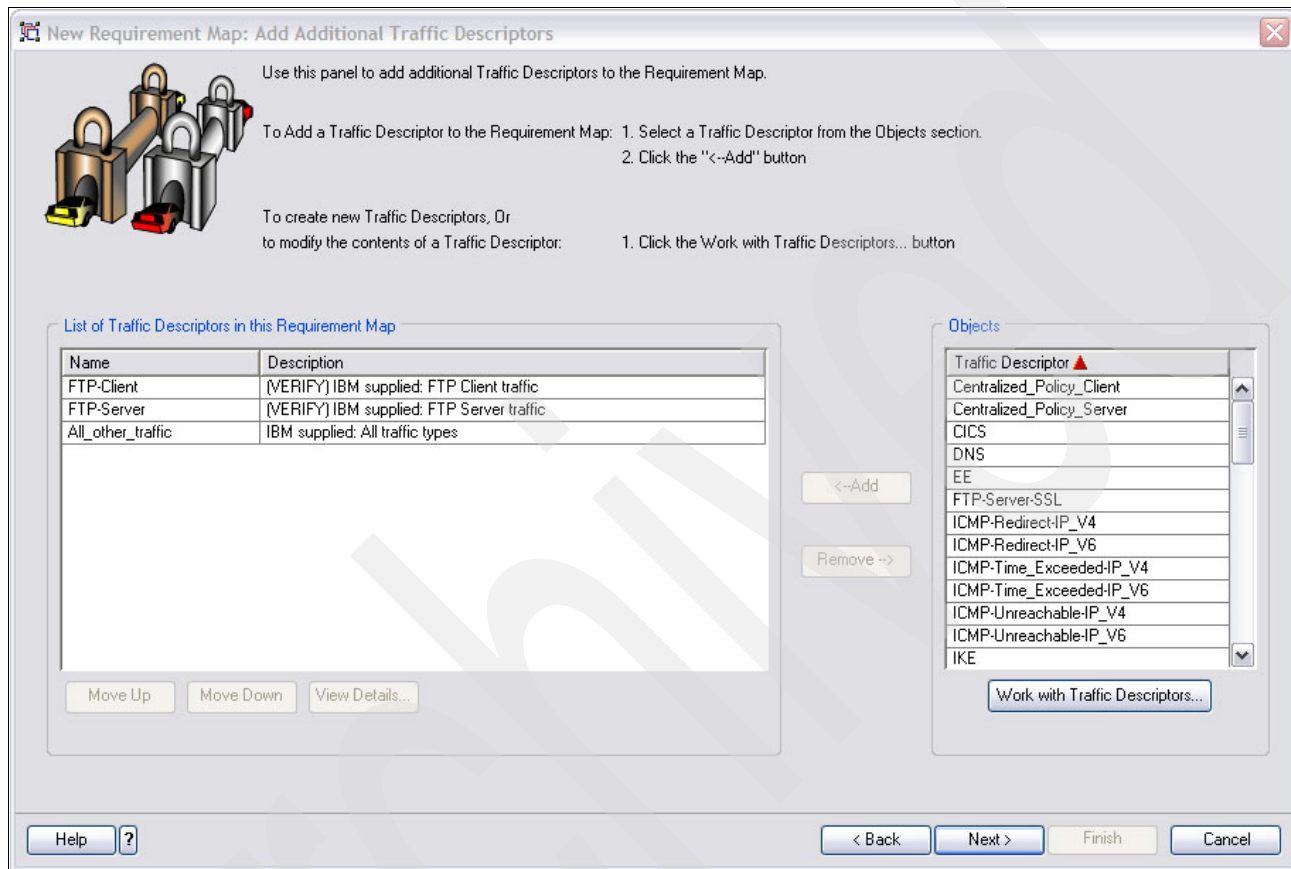 New Requirement Map: Add Additional Traffic Descriptors
Use this panel to add additional Traffic Descriptors to the Requirement Map.
To Add a Traffic Descriptor to the Requirement Map: 1. Select a Traffic Descriptor from the Objects section.
2. Click the "<--Add" button
To create new Traffic Descriptors, Or
to modify the contents of a Traffic Descriptor: 1. Click the Work with Traffic Descriptors... button
List of Traffic Descriptors in this Requirement Map
Name Description
FTP-Client (VERIFY) IBM supplied: FTP Client traffic
FTP-Server (VERIFY) IBM supplied: FTP Server traffic
All_other_traffic IBM supplied: All traffic types
<--Add
Remove -->
Move Up Move Down View Details...
Objects
Traffic Descriptor
Centralized_Policy_Client
Centralized_Policy_Server
CICS
DNS
EE
FTP-Server-SSL
ICMP-Redirect-IP_V4
ICMP-Redirect-IP_V6
ICMP-Time_Exceeded-IP_V4
ICMP-Time_Exceeded-IP_V6
ICMP-Unreachable-IP_V4
ICMP-Unreachable-IP_V6
IKE
Work with Traffic Descriptors...
Help ? < Back Next > Finish Cancel